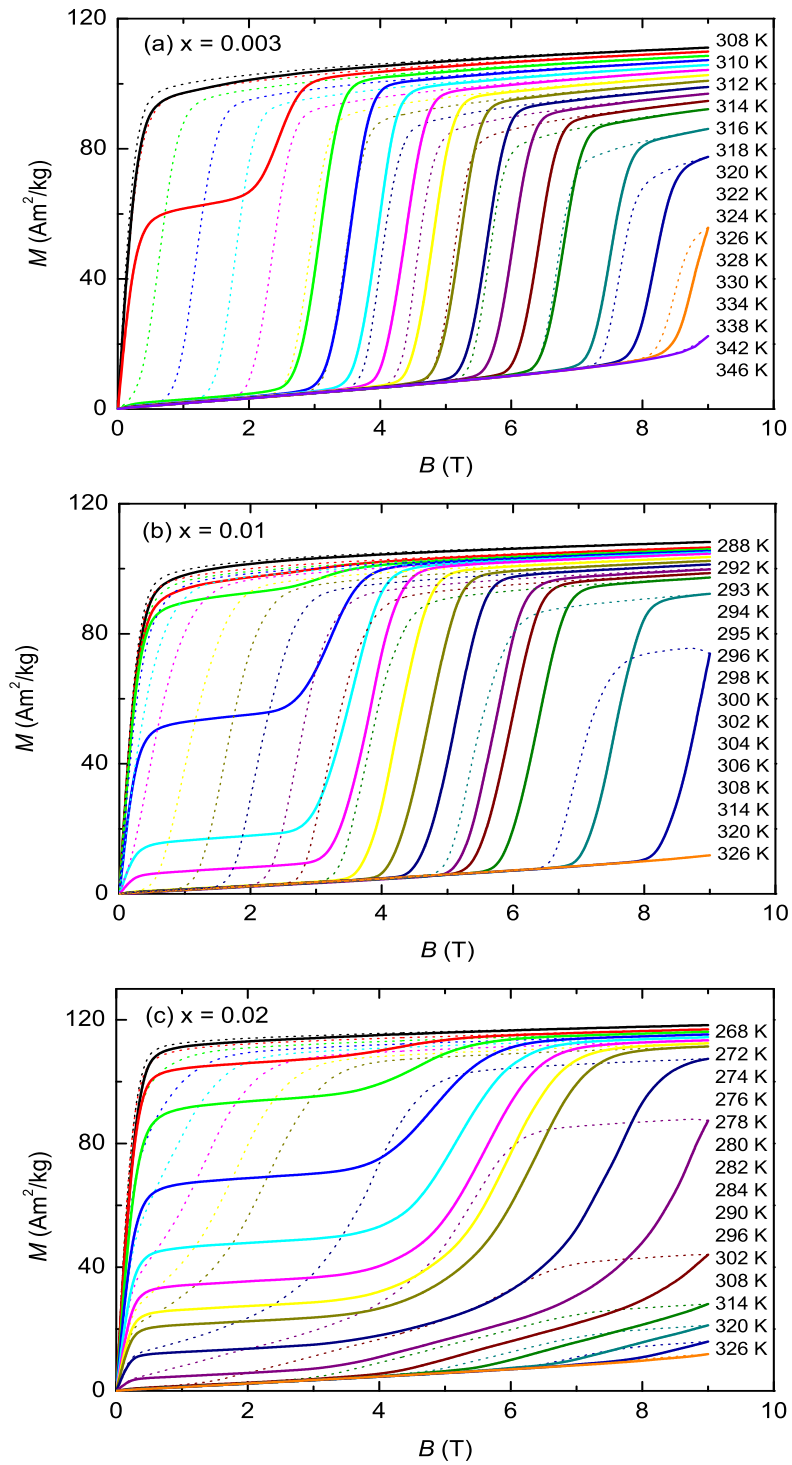 120
80
40
0
M (Am²/kg)
(a) x = 0.003
308 K
310 K
312 K
314 K
316 K
318 K
320 K
322 K
324 K
326 K
328 K
330 K
334 K
338 K
342 K
346 K
0 2 4 6 8 10
B (T)
120
80
40
0
M (Am²/kg)
(b) x = 0.01
288 K
292 K
293 K
294 K
295 K
296 K
298 K
300 K
302 K
304 K
306 K
308 K
314 K
320 K
326 K
0 2 4 6 8 10
B (T)
120
80
40
0
M (Am²/kg)
(c) x = 0.02
268 K
272 K
274 K
276 K
278 K
280 K
282 K
284 K
290 K
296 K
302 K
308 K
314 K
320 K
326 K
0 2 4 6 8 10
B (T)